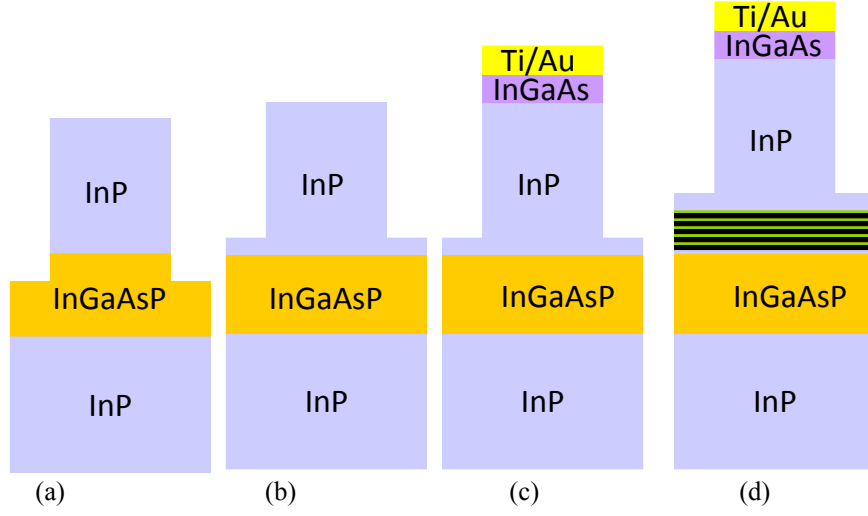 InP
InGaAsP
InP
(a)
InP
InGaAsP
InP
(b)
Ti/Au
InGaAs
InP
InGaAsP
InP
(c)
Ti/Au
InGaAs
InP
InGaAsP
InP
(d)